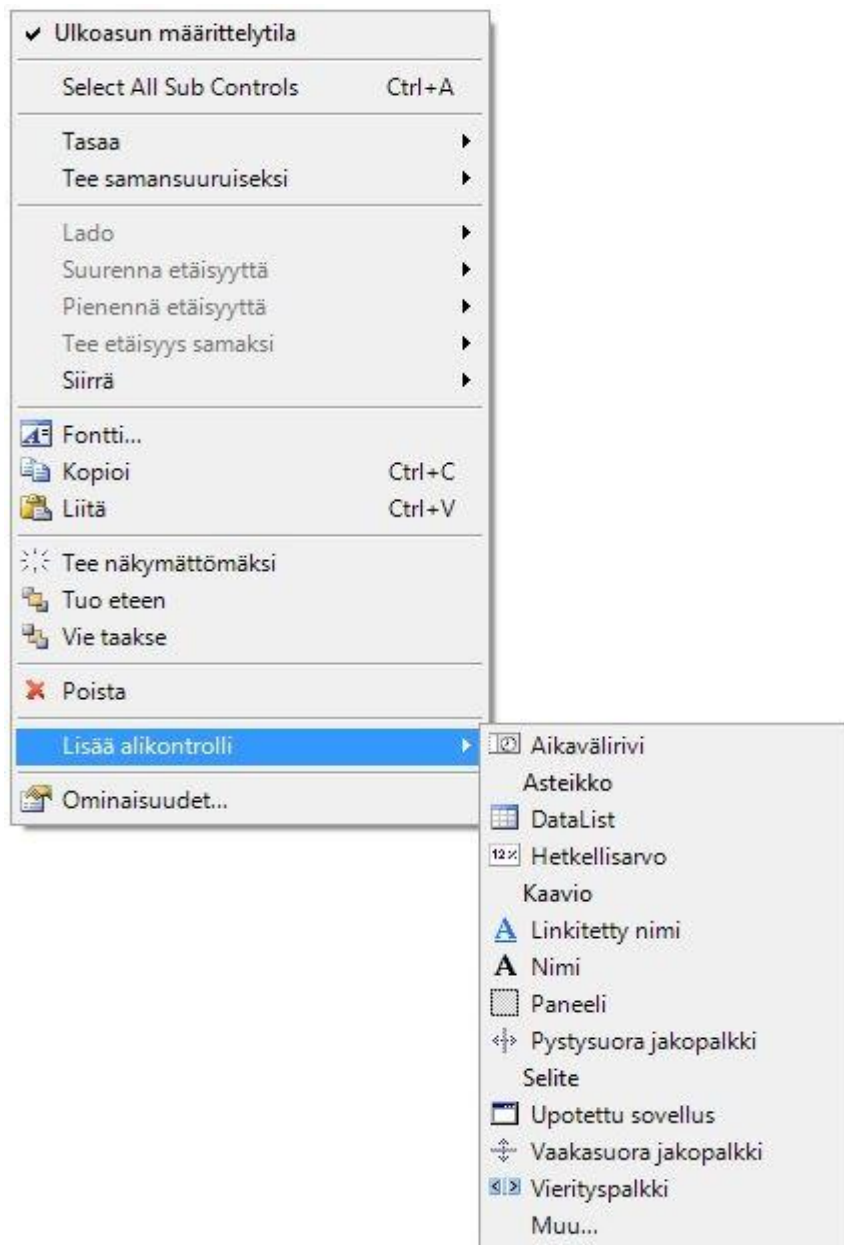 Ulkoasun määrittelytila
Select All Sub Controls Ctrl+A
Tasaa
Tee samansuuruiseksi
Lado
Suurenna etäisyyttä
Pienennä etäisyyttä
Tee etäisyys samaksi
Siirrä
Fontti...
Kopioi Ctrl+C
Liitä Ctrl+V
Tee näkymättömäksi
Tuo eteen
Vie taakse
Poista
Lisää alikontrolli
Ominaisuudet...
Aikavälirivi
Asteikko
DataList
Hetkellisarvo
Kaavio
Linkitetty nimi
Nimi
Paneeli
Pystysuora jakopalkki
Selite
Upotettu sovellus
Vaakasuora jakopalkki
Vierityspalkki
Muu...